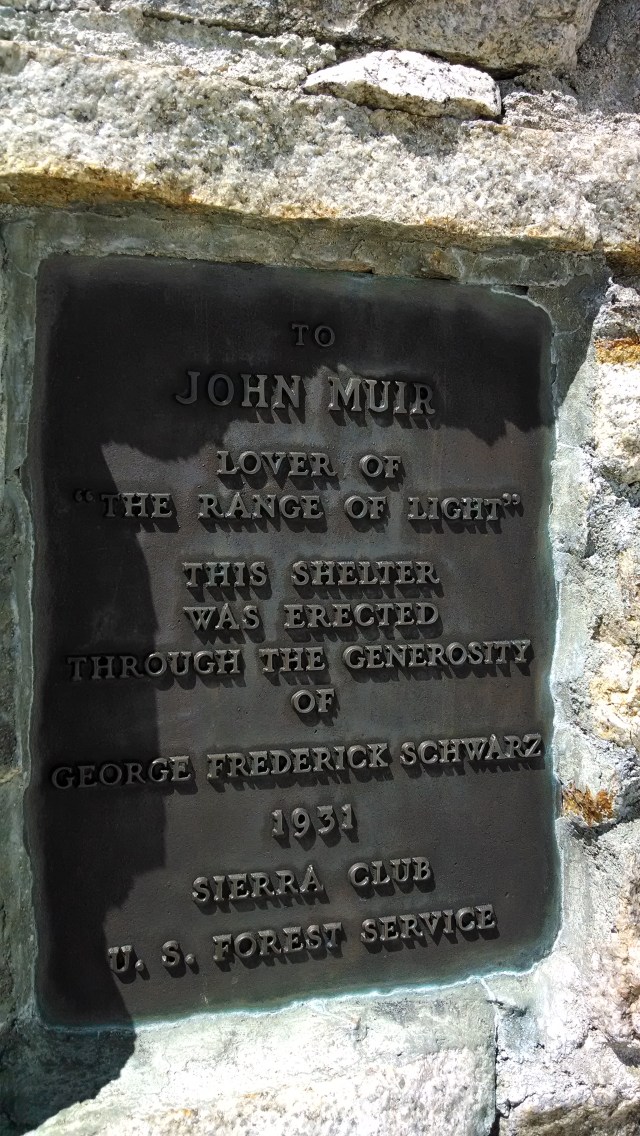 TO
JOHN MUIR
LOVER OF
“THE RANGE OF LIGHT”
THIS SHELTER
WAS ERECTED
THROUGH THE GENEROSITY
OF
GEORGE FREDERICK SCHWARZ
1931
SIERRA CLUB
U. S. FOREST SERVICE